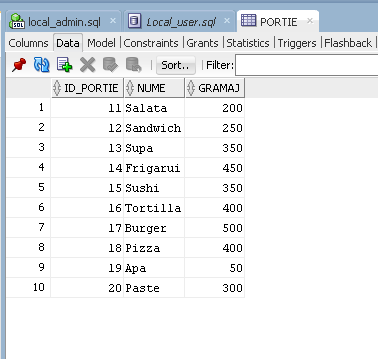 local_admin.sql × Local_user.sql × PORTIE ×
Columns Data Model Constraints Grants Statistics Triggers Flashback
Sort.. Filter:
ID_PORTIE NUME GRAMAJ
1 11 Salata 200
2 12 Sandwich 250
3 13 Supa 350
4 14 Frigarui 450
5 15 Sushi 350
6 16 Tortilla 400
7 17 Burger 500
8 18 Pizza 400
9 19 Apa 50
10 20 Paste 300